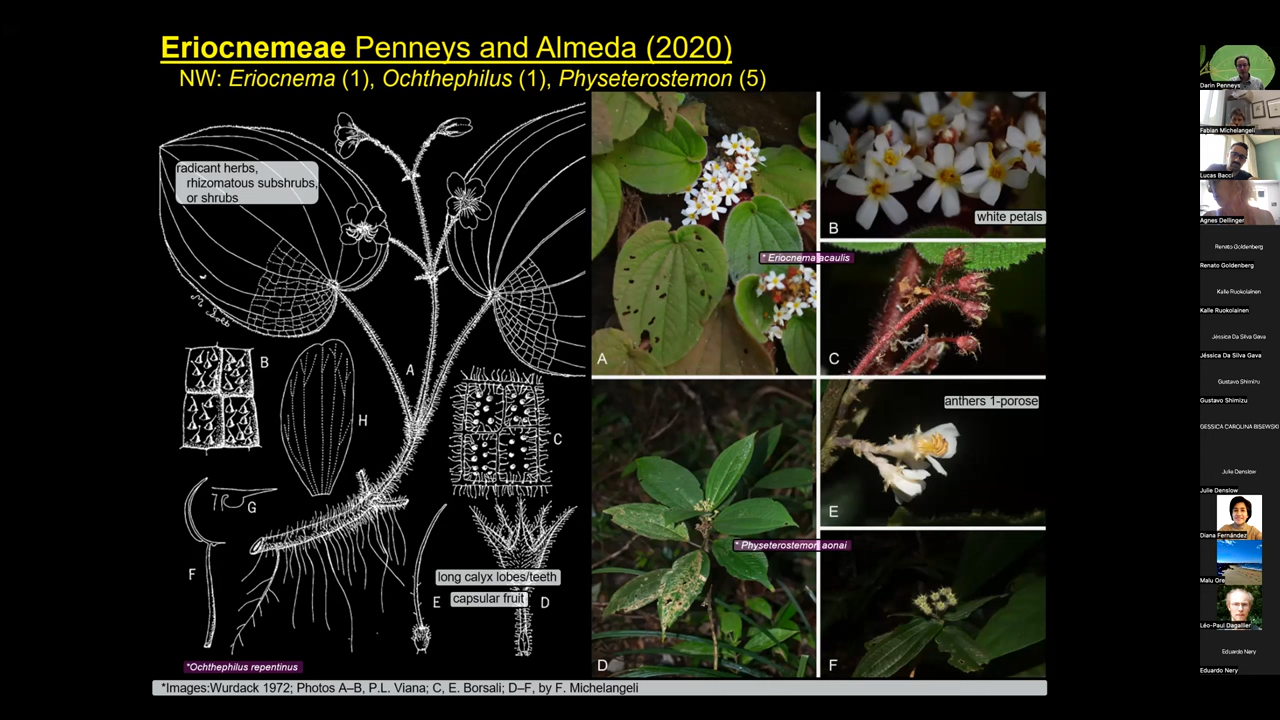 Eriocnemeae Penneys and Almeda (2020)
NW: Eriocnema (1), Ochthephilus (1), Physeterostemon (5)
radicant herbs,
rhizomatous subshrubs,
or shrubs
B
H
A
C
G
F
E
D
long calyx lobes/teeth
capsular fruit
*Ochthephilus repentinus
A
B
white petals
* Eriocnema acaulis
C
anthers 1-porose
E
* Physeterostemon aonai
D
F
*Images:Wurdack 1972; Photos A–B, P.L. Viana; C, E. Borsali; D–F, by F. Michelangeli
Darin Penneys
Fabian Michelangeli
Lucas Bacci
Agnes Dellinger
Renato Goldenberg
Renato Goldenberg
Kalle Ruokolainen
Kalle Ruokolainen
Jéssica Da Silva Gava
Jéssica Da Silva Gava
Gustavo Shimizu
Gustavo Shimizu
GESSICA CAROLINA BISEWSKI
Julie Denslow
Julie Denslow
Diana Fernández
Malu Ore
Léo-Paul Dagallier
Eduardo Nery
Eduardo Nery